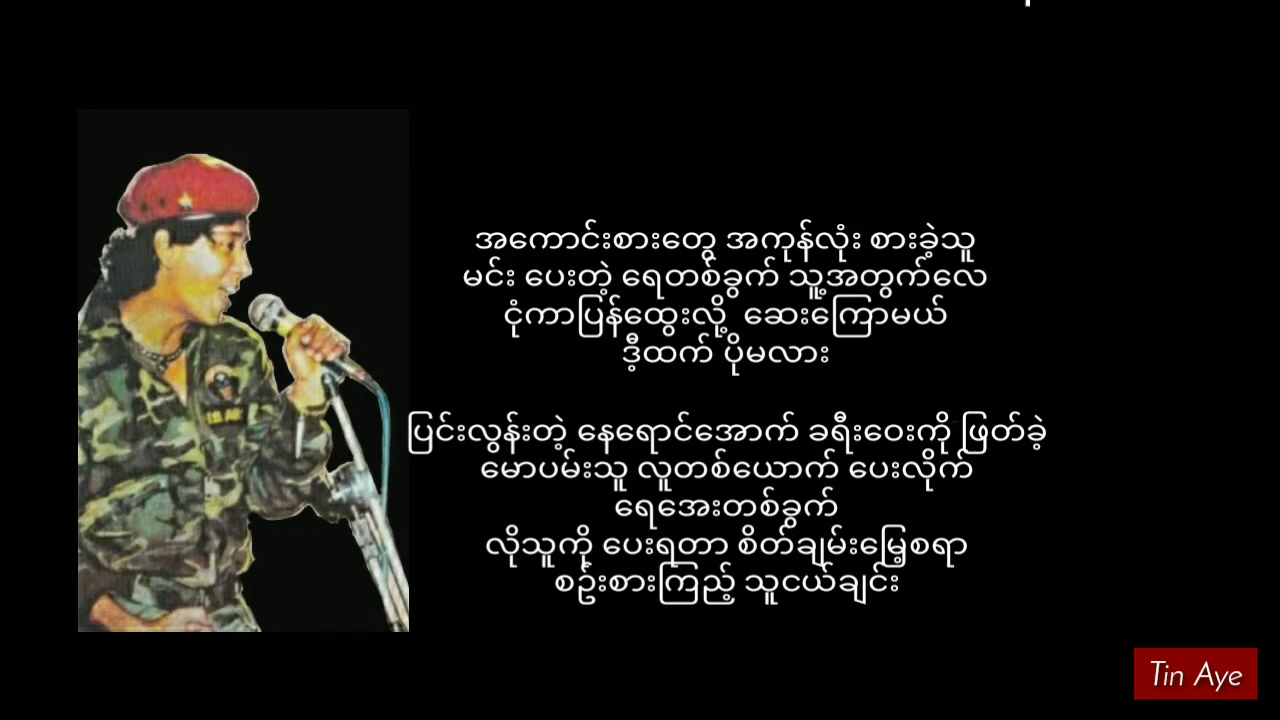 အကောင်းစားတွေ အကုန်လုံး စားခဲ့သူ
မင်း ပေးတဲ့ ရေတစ်ခွက် သူ့အတွက်လေ
ငုံကာပြန်ထွေးလို့ ဆေးကြောမယ်
ဒီ့ထက် ပိုမလား
ပြင်းလွန်းတဲ့ နေရောင်အောက် ခရီးဝေးကို ဖြတ်ခဲ့
မောပမ်းသူ လူတစ်ယောက် ပေးလိုက်
ရေအေးတစ်ခွက်
လိုသူကို ပေးရတာ စိတ်ချမ်းမြေ့စရာ
စဉ်းစားကြည့် သူငယ်ချင်း
Tin Aye